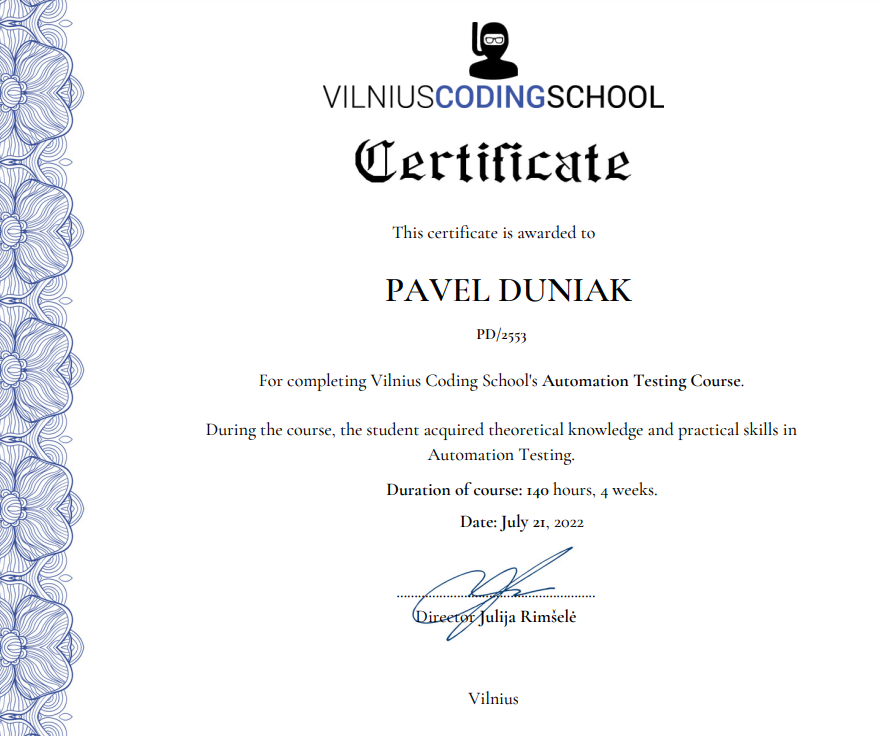 VILNIUSCODINGSCHOOL
Certificate
This certificate is awarded to
PAVEL DUNIAK
PD/2553
For completing Vilnius Coding School's Automation Testing Course.
During the course, the student acquired theoretical knowledge and practical skills in
Automation Testing.
Duration of course: 140 hours, 4 weeks.
Date: July 21, 2022
Director Julija Rimšelė
Vilnius